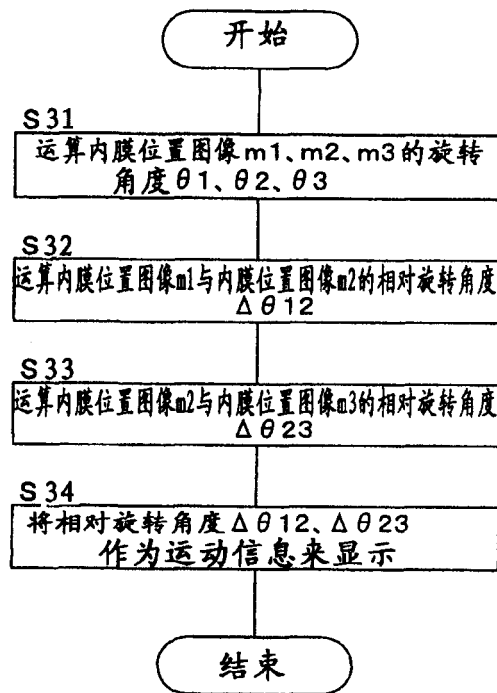 开始
S31
运算内膜位置图像m1、m2、m3的旋转
角度θ1、θ2、θ3
S32
运算内膜位置图像m1与内膜位置图像m2的相对旋转角度
Δθ12
S33
运算内膜位置图像m2与内膜位置图像m3的相对旋转角度
Δθ23
S34
将相对旋转角度Δθ12、Δθ23
作为运动信息来显示
结束